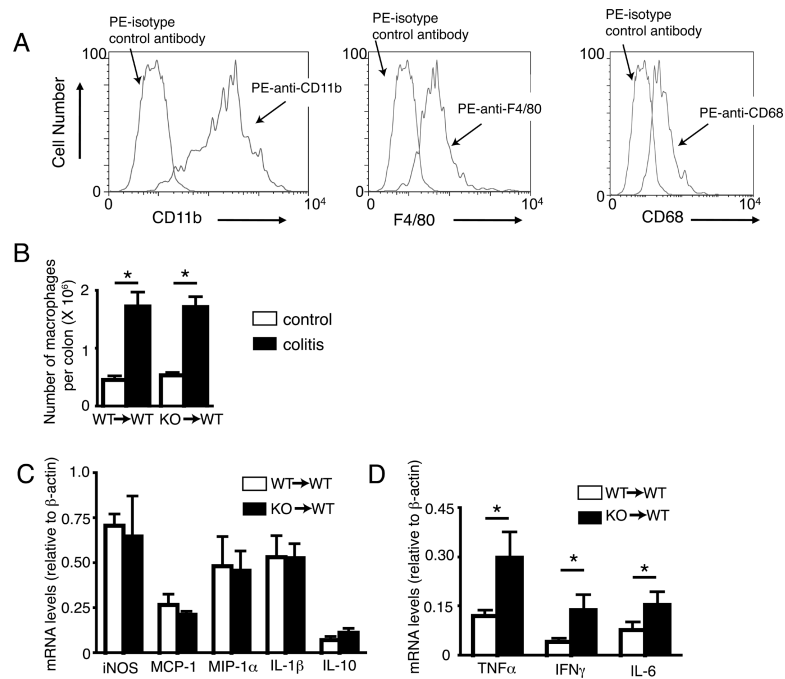 A
PE-isotype
control antibody
PE-anti-CD11b
100
Cell Number
0
0
10⁴
CD11b
PE-isotype
control antibody
PE-anti-F4/80
100
0
0
10⁴
F4/80
PE-isotype
control antibody
PE-anti-CD68
100
0
0
10⁴
CD68
B
Number of macrophages
per colon (X 10⁶)
2
1
0
* *
WT→WT KO→WT
control
colitis
C
mRNA levels (relative to β-actin)
1.0
0.75
0.50
0.25
0
WT→WT
KO→WT
iNOS MCP-1 MIP-1α IL-1β IL-10
D
mRNA levels (relative to β-actin)
0.45
0.30
0.15
0
WT→WT
KO→WT
* * *
TNFα IFNγ IL-6